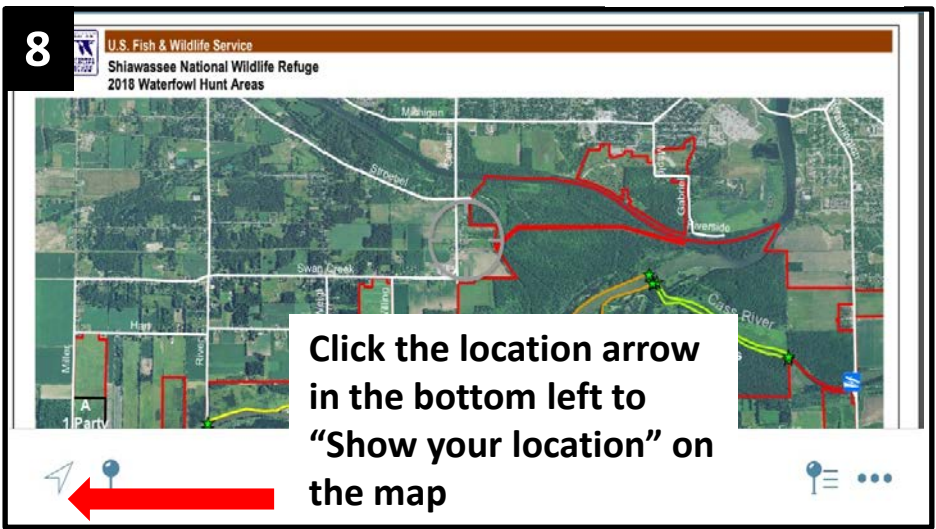 8
U.S. Fish & Wildlife Service
Shiawassee National Wildlife Refuge
2018 Waterfowl Hunt Areas
Michigan
Stroebel
Gabriel
Riverside
Swan Creek
Cass River
Hart
Miller
River
A
1 Party
Click the location arrow
in the bottom left to
“Show your location” on
the map